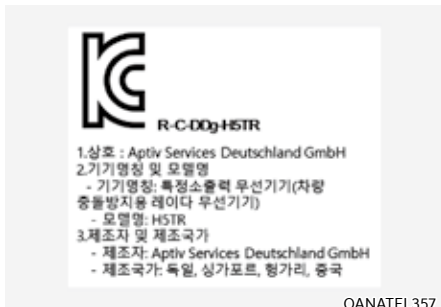 R-C-DDg-H5TR
1.상호 : Aptiv Services Deutschland GmbH
2.기기명칭 및 모델명
- 기기명칭: 특정소출력 무선기기(차량
충돌방지용 레이다 무선기기)
- 모델명: H5TR
3.제조자 및 제조국가
- 제조자: Aptiv Services Deutschland GmbH
- 제조국가: 독일, 싱가포르, 헝가리, 중국
OANATEL357